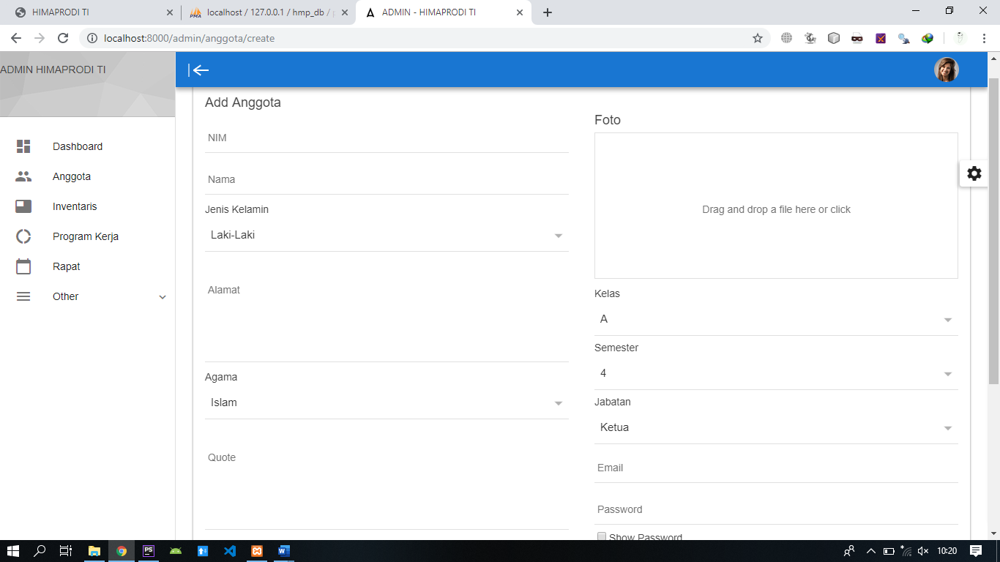 HIMAPRODI TI
PMA
localhost / 127.0.0.1 / hmp_db /
ADMIN - HIMAPRODI TI
localhost:8000/admin/anggota/create
ADMIN HIMAPRODI TI
Dashboard
Anggota
Inventaris
Program Kerja
Rapat
Other
Add Anggota
NIM
Nama
Jenis Kelamin
Laki-Laki
Alamat
Agama
Islam
Quote
Foto
Drag and drop a file here or click
Kelas
A
Semester
4
Jabatan
Ketua
Email
Password
Show Password
PS
10:20